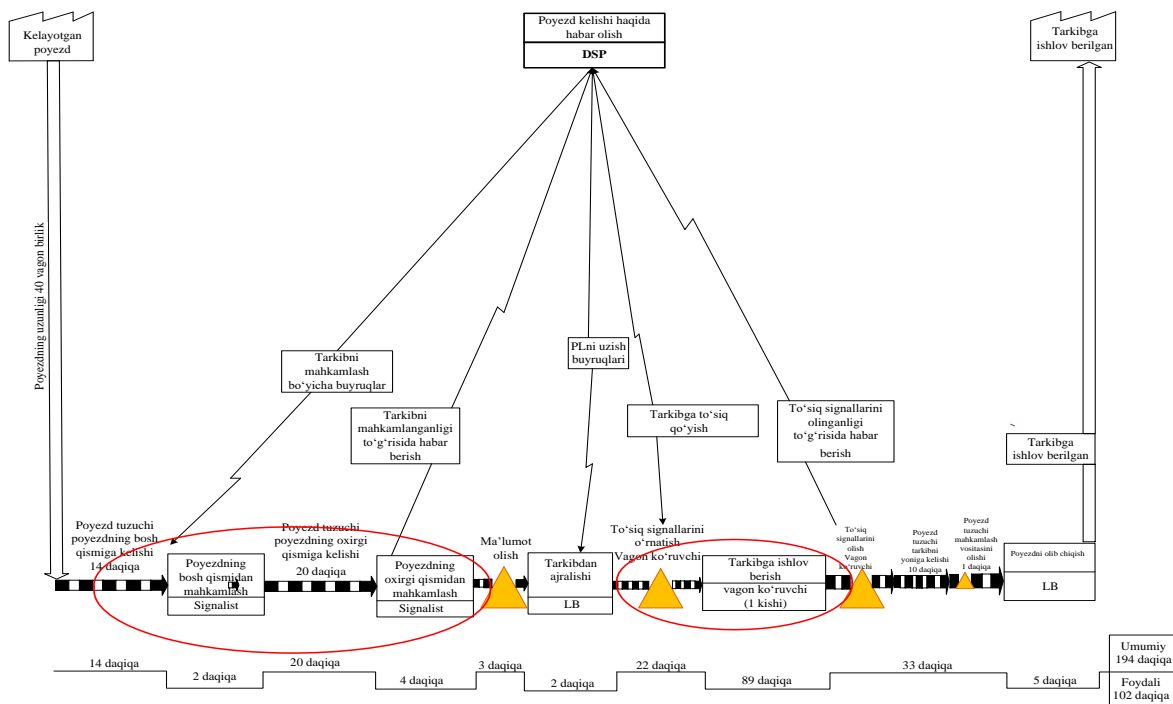 Kelayotgan
poyezd
Poyezd kelishi haqida
habar olish
DSP
Tarkibga
ishlov berilgan
Poyezdning uzunligi 40 vagon birlik
Tarkibni
mahkamlash
bo‘yicha buyruqlar
Tarkibni
mahkamlanganligi
to‘g‘risida habar
berish
PLni uzish
buyruqlari
Tarkibga to‘siq
qo‘yish
To‘siq signallarini
olinganligi
to‘g‘risida habar
berish
Tarkibga
ishlov berilgan
Poyezd tuzuchi
poyezdning bosh
qismiga kelishi
14 daqiqa
Poyezdning
bosh qismidan
mahkamlash
Signalist
Poyezd tuzuchi
poyezdning oxirgi
qismiga kelishi
20 daqiqa
Poyezdning
oxirgi qismidan
mahkamlash
Signalist
Ma’lumot
olish
Tarkibdan
ajralishi
LB
To‘siq signallarini
o‘rnatish
Vagon ko‘ruvchi
Tarkibga ishlov
berish
vagon ko‘ruvchi
(1 kishi)
To‘siq
signallarini
olish
Vagon
ko‘ruvchi
Poyezd
tuzuchi
tarkibni
yoniga kelishi
10 daqiqa
Poyezd
tuzuchi
mahkamlash
vositasini
olishi
1 daqiqa
Poyezdni olib chiqish
LB
14 daqiqa
2 daqiqa
20 daqiqa
4 daqiqa
3 daqiqa
2 daqiqa
22 daqiqa
89 daqiqa
33 daqiqa
5 daqiqa
Umumiy
194 daqiqa
Foydali
102 daqiqa